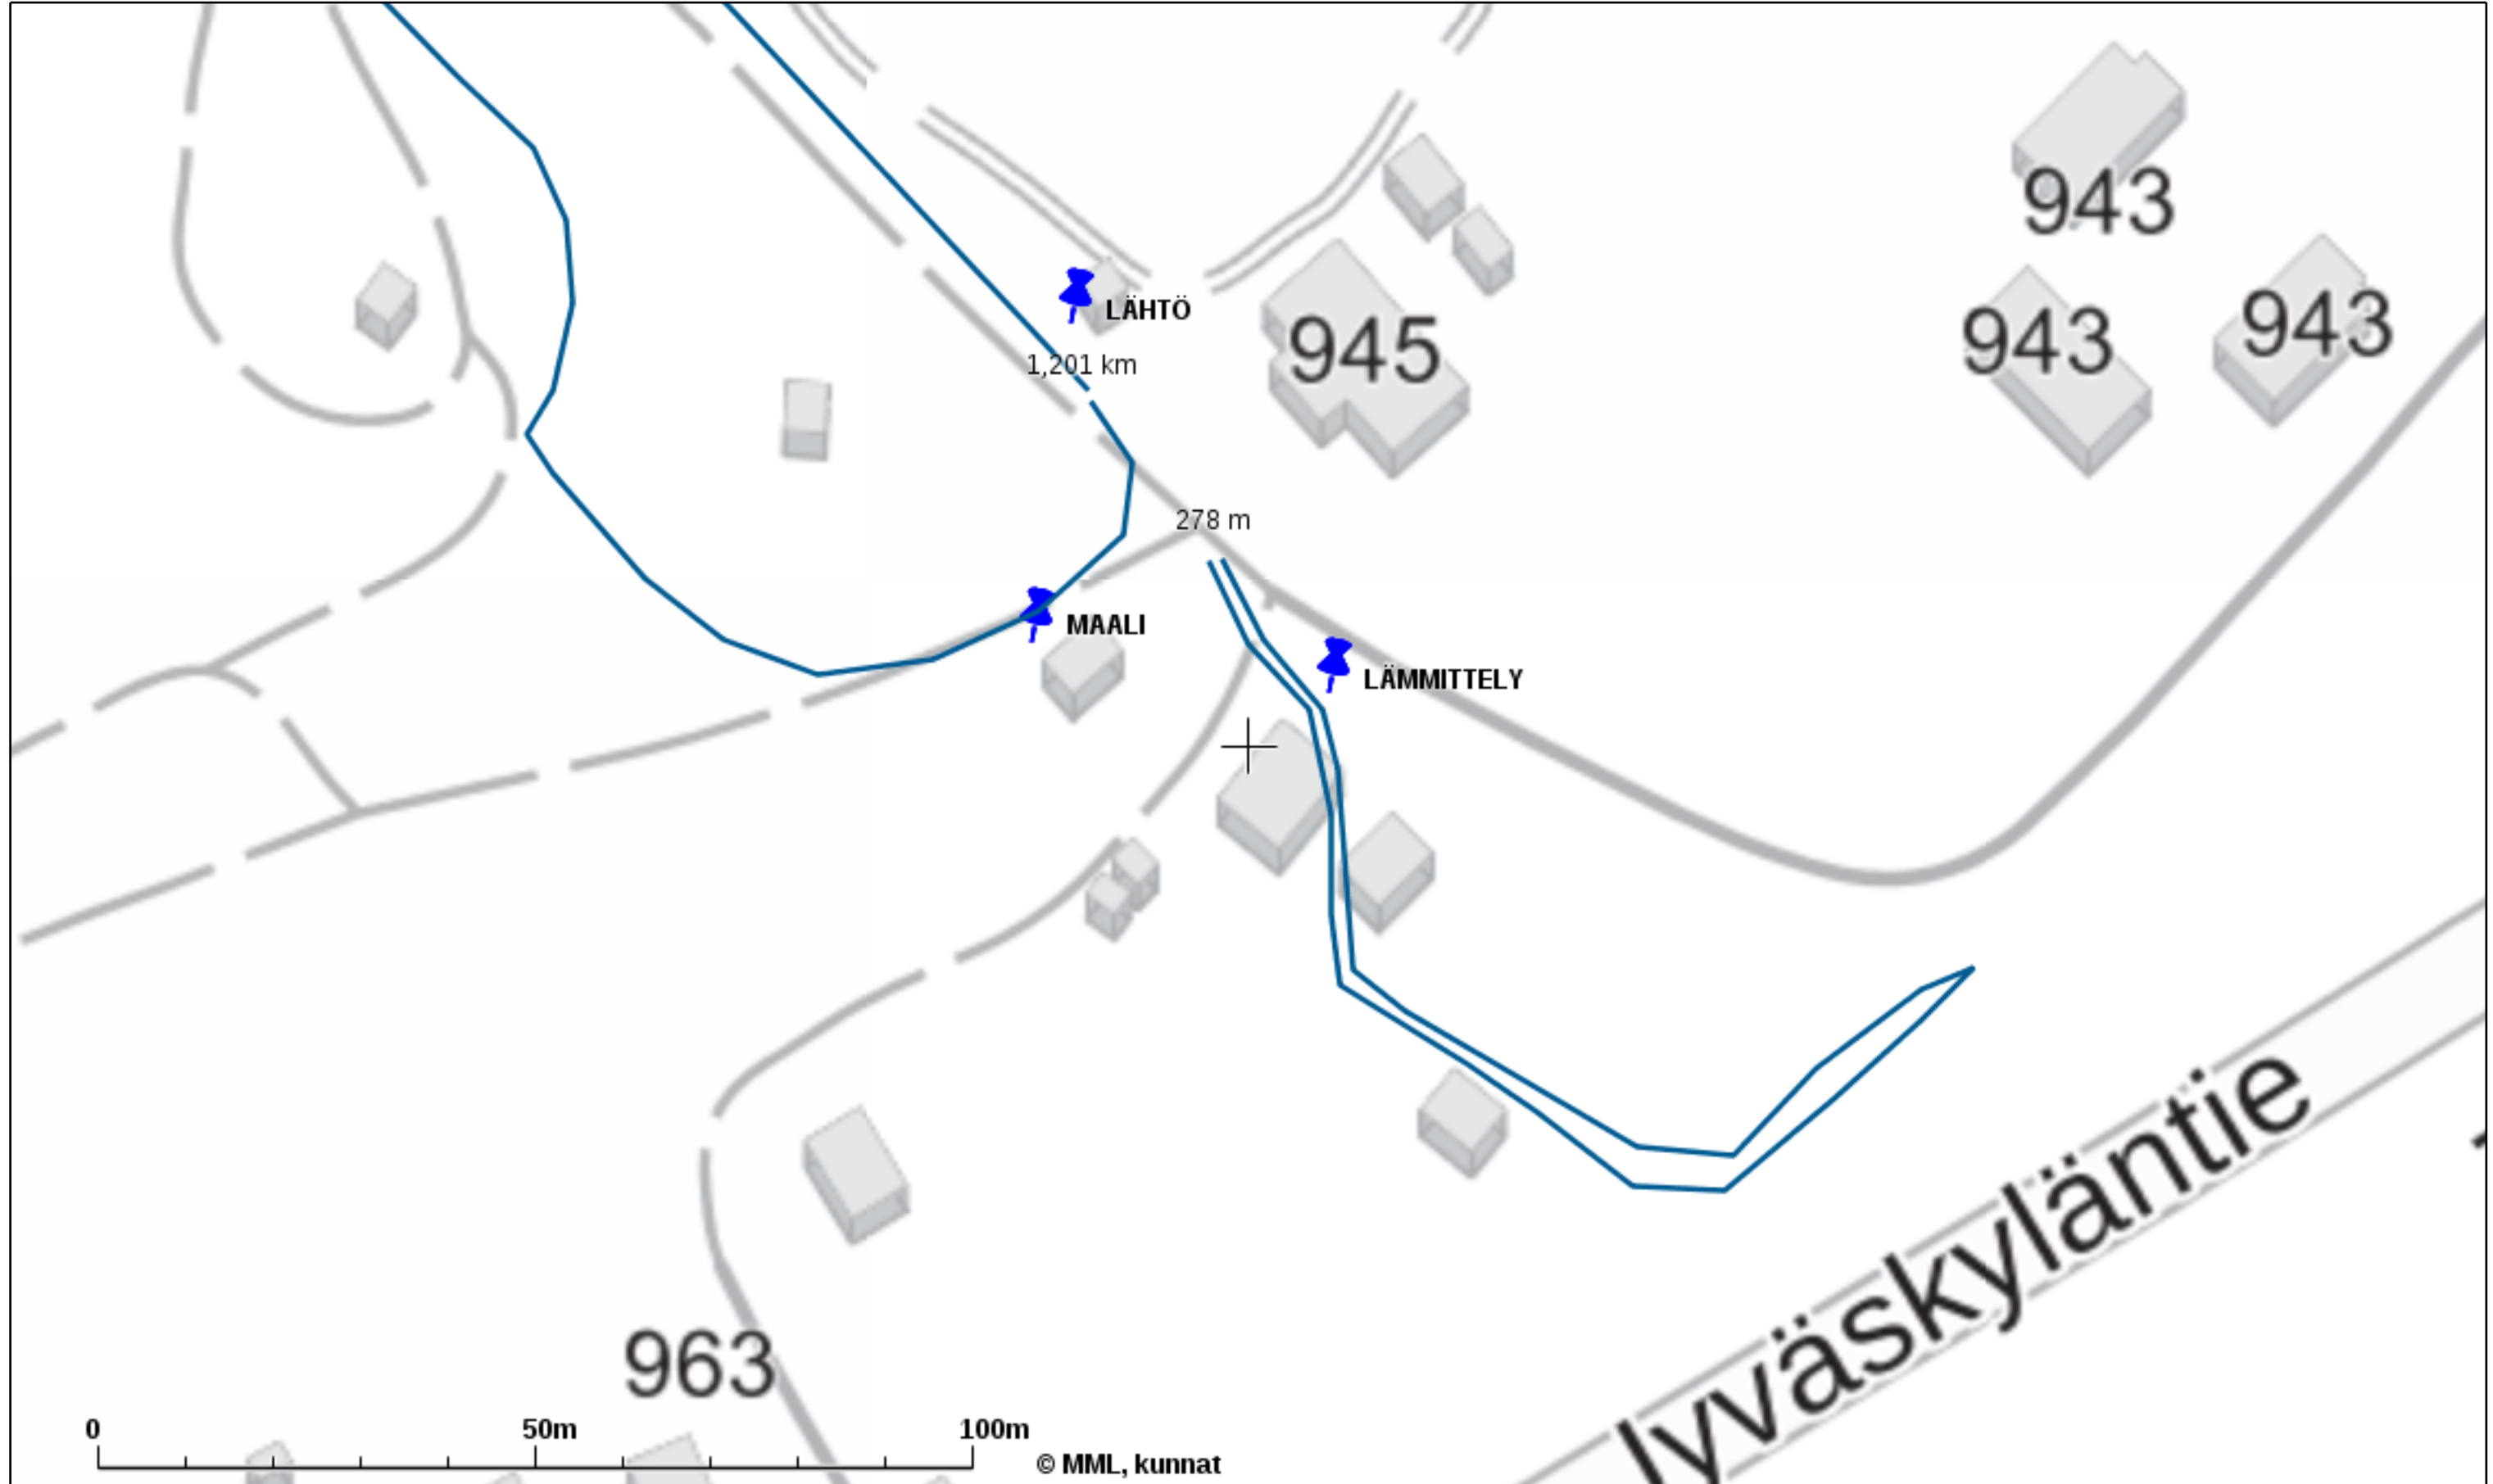 943
LÄHTÖ
945
943
943
1,201 km
278 m
MAALI
LÄMMITTELY
Jyväskyläntie
963
0 50m 100m
© MML, kunnat